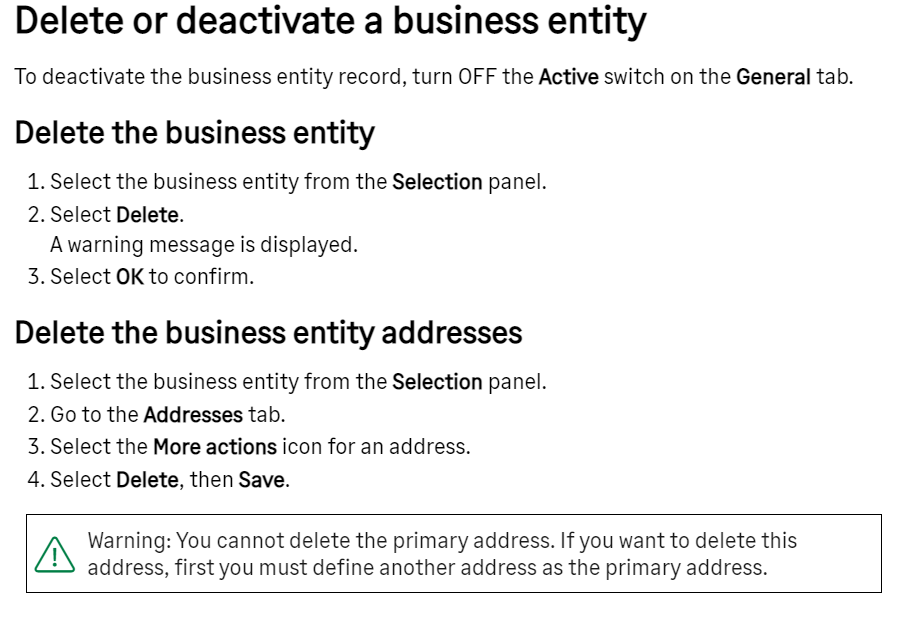 Delete or deactivate a business entity
To deactivate the business entity record, turn OFF the Active switch on the General tab.
Delete the business entity
1. Select the business entity from the Selection panel.
2. Select Delete.
A warning message is displayed.
3. Select OK to confirm.
Delete the business entity addresses
1. Select the business entity from the Selection panel.
2. Go to the Addresses tab.
3. Select the More actions icon for an address.
4. Select Delete, then Save.
Warning: You cannot delete the primary address. If you want to delete this
address, first you must define another address as the primary address.